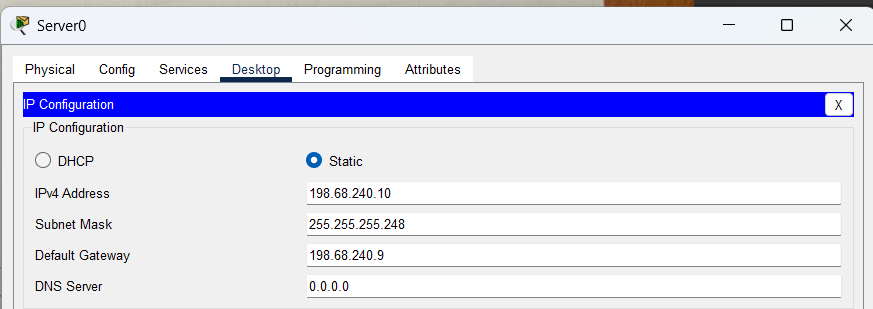 Server0
Physical Config Services Desktop Programming Attributes
IP Configuration X
IP Configuration
DHCP Static
IPv4 Address 198.68.240.10
Subnet Mask 255.255.255.248
Default Gateway 198.68.240.9
DNS Server 0.0.0.0